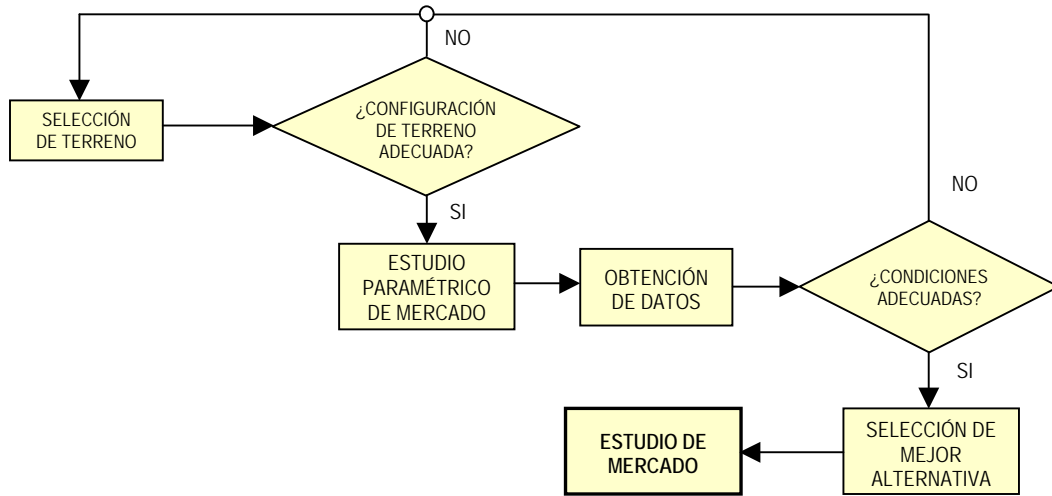 NO
SELECCIÓN
DE TERRENO
¿CONFIGURACIÓN
DE TERRENO
ADECUADA?
SI
NO
ESTUDIO
PARAMÉTRICO
DE MERCADO
OBTENCIÓN
DE DATOS
¿CONDICIONES
ADECUADAS?
SI
ESTUDIO DE
MERCADO
SELECCIÓN DE
MEJOR
ALTERNATIVA